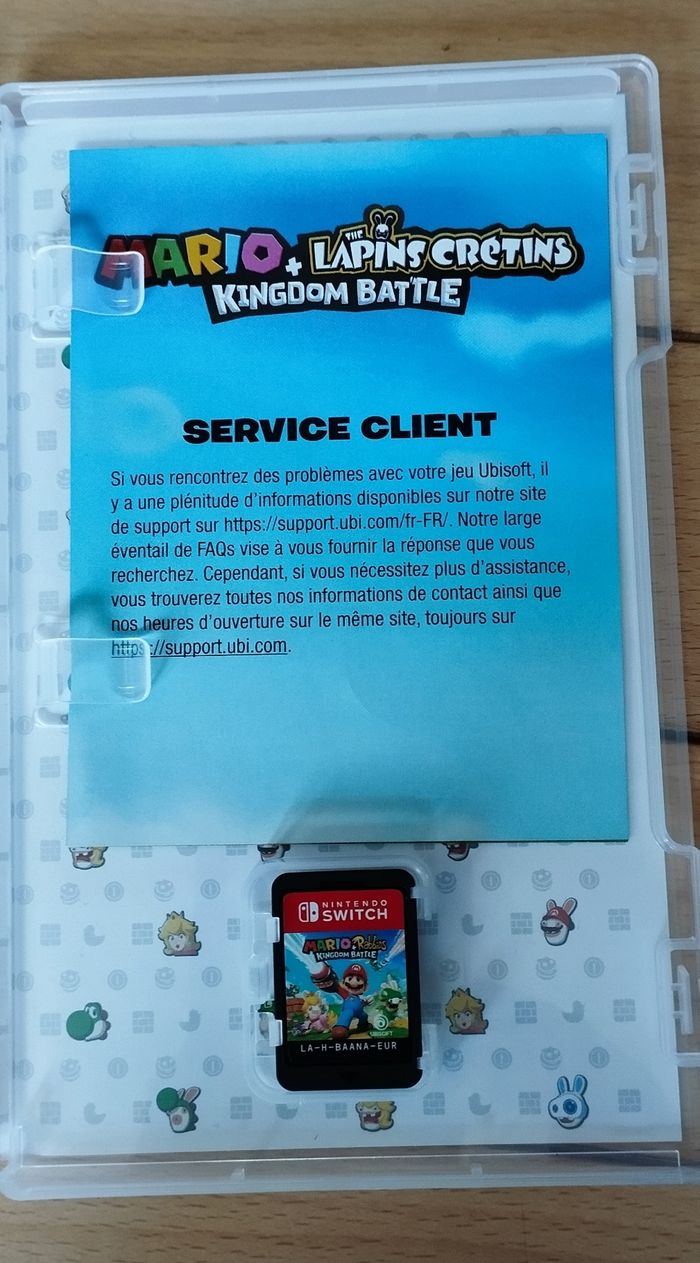 MARIO + THE LAPINS CRÉTINS
KINGDOM BATTLE
SERVICE CLIENT
Si vous rencontrez des problèmes avec votre jeu Ubisoft, il
y a une plénitude d'informations disponibles sur notre site
de support sur https://support.ubi.com/fr-FR/. Notre large
éventail de FAQs vise à vous fournir la réponse que vous
recherchez. Cependant, si vous nécessitez plus d'assistance,
vous trouverez toutes nos informations de contact ainsi que
nos heures d'ouverture sur le même site, toujours sur
https://support.ubi.com.
NINTENDO
SWITCH
MARIO + Rabbids
KINGDOM BATTLE
UBISOFT
LA-H-BAANA-EUR